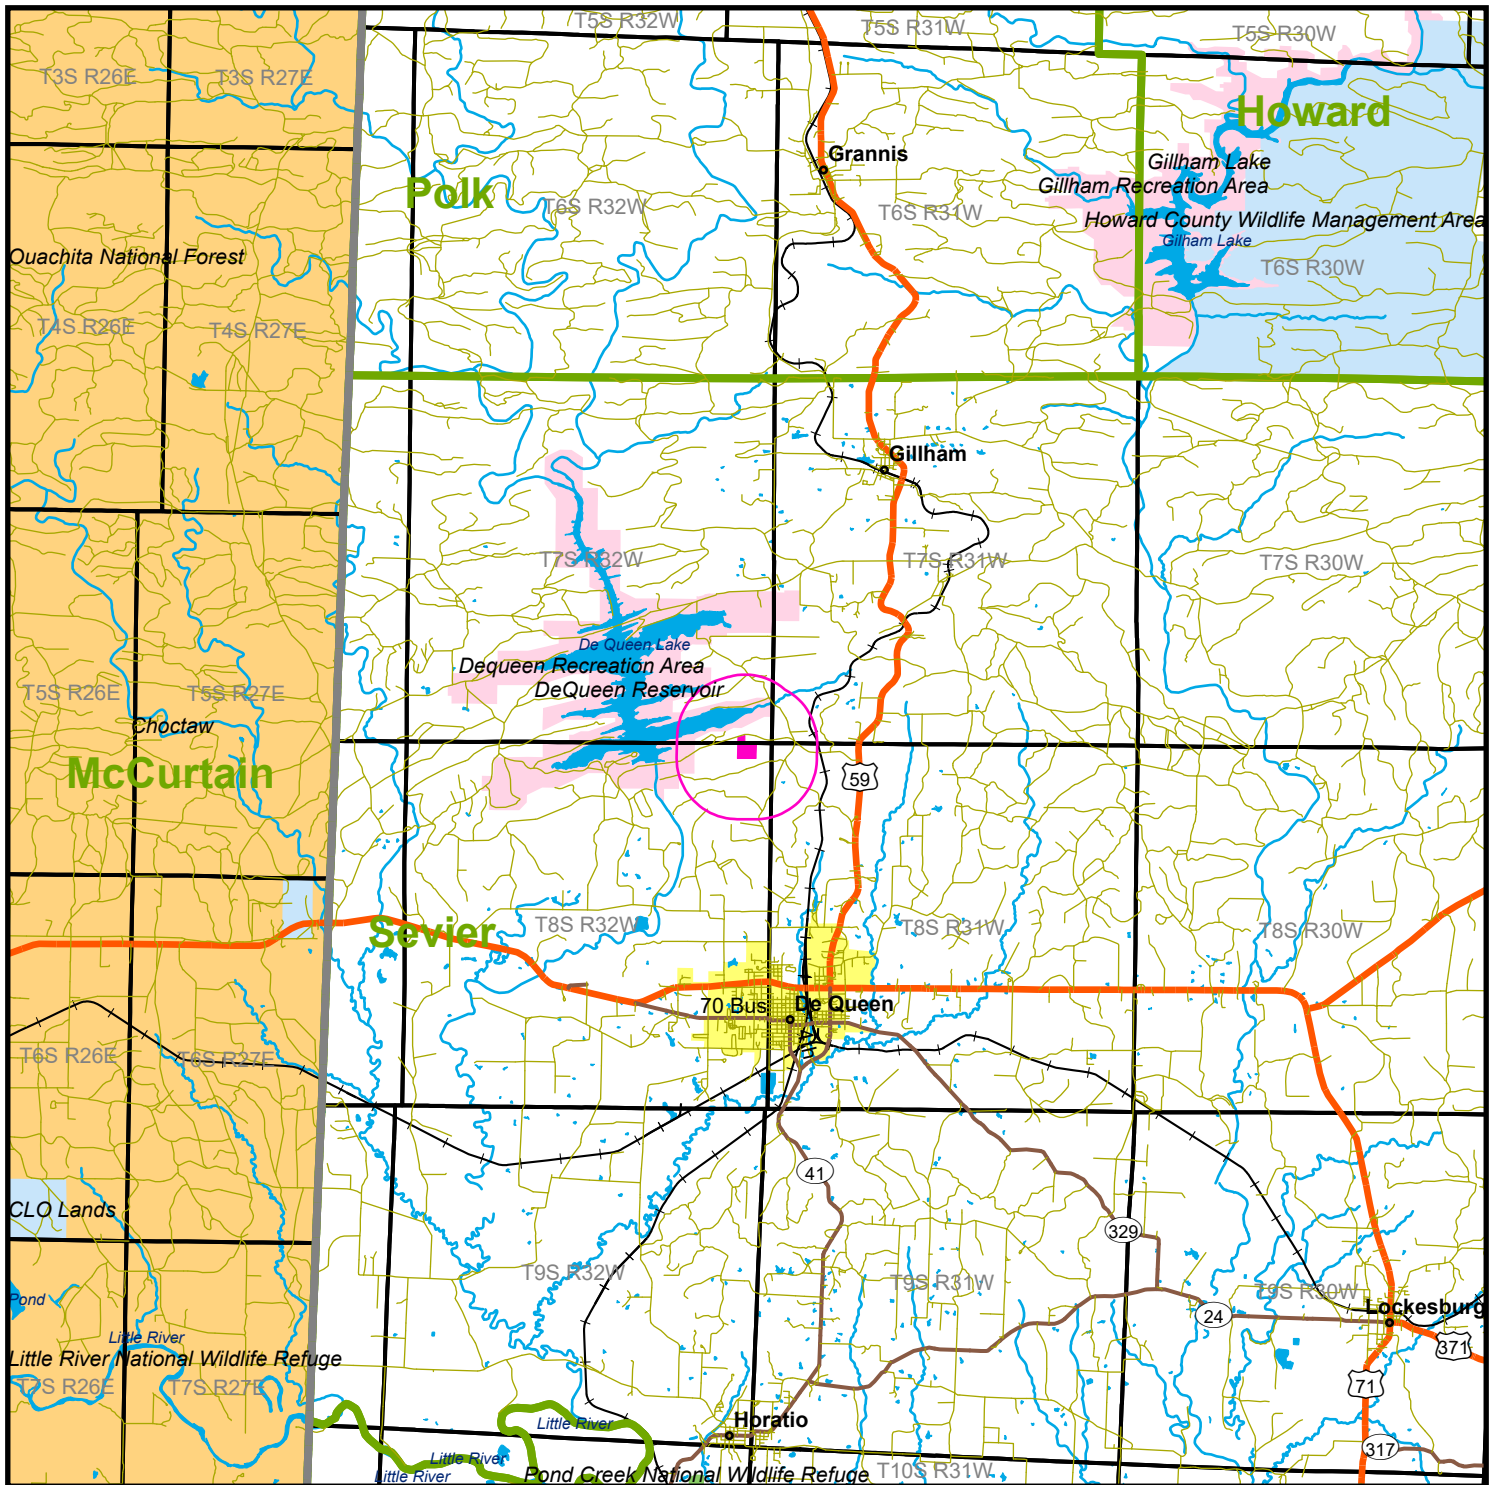 T5S R32W
T5S R31W
T5S R30W
T3S R26E
T3S R27E
Howard
Grannis
Gillham Lake
Gillham Recreation Area
Polk
T6S R32W
T6S R31W
Howard County Wildlife Management Area
Gilham Lake
Ouachita National Forest
T6S R30W
T4S R26E
T4S R27E
Gillham
T7S R32W
T7S R31W
T7S R30W
De Queen Lake
Dequeen Recreation Area
DeQueen Reservoir
T5S R26E
T5S R27E
Choctaw
McCurtain
59
Sevier
T8S R32W
T8S R31W
T8S R30W
70 Bus
De Queen
T6S R26E
T6S R27E
41
CLO Lands
329
T9S R32W
T9S R31W
T9S R30W
Pond
24
Lockesburg
Little River
371
Little River National Wildlife Refuge
T7S R26E
T7S R27E
71
Little River
Horatio
317
Little River
Little River
Pond Creek National Wildlife Refuge
T10S R31W